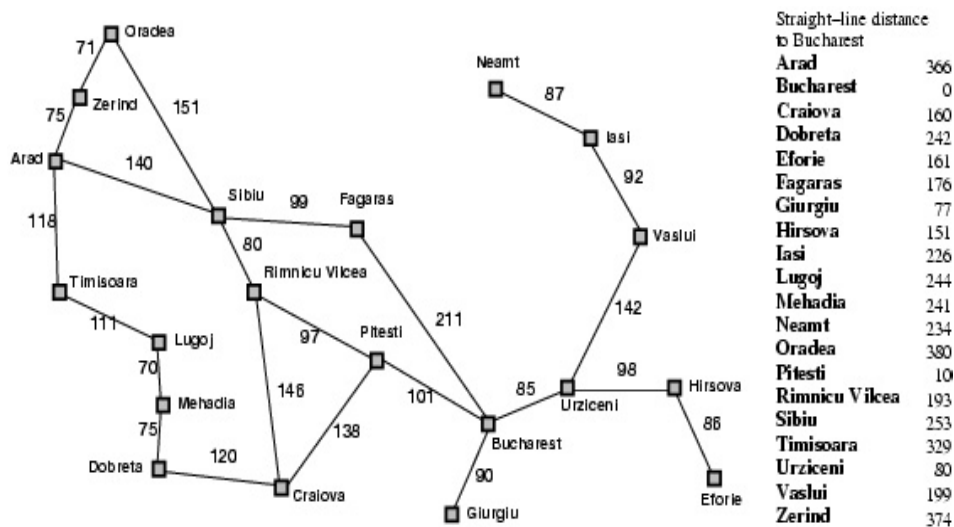 Oradea
71
Neamt
87
Zerind
151
75
Iasi
Arad
140
92
Sibiu
99
Fagaras
118
Vaslui
80
Timisoara
Rimnicu Vilcea
142
111
Lugoj
97
Pitesti
211
70
98
Hirsova
146
85
Urziceni
Mehadia
101
86
75
138
Bucharest
120
90
Dobreta
Craiova
Eforie
Giurgiu
Straight–line distance
to Bucharest
Arad 366
Bucharest 0
Craiova 160
Dobreta 242
Eforie 161
Fagaras 176
Giurgiu 77
Hirsova 151
Iasi 226
Lugoj 244
Mehadia 241
Neamt 234
Oradea 380
Pitesti
Rimnicu Vilcea 193
Sibiu 253
Timisoara 329
Urziceni 80
Vaslui 199
Zerind 374